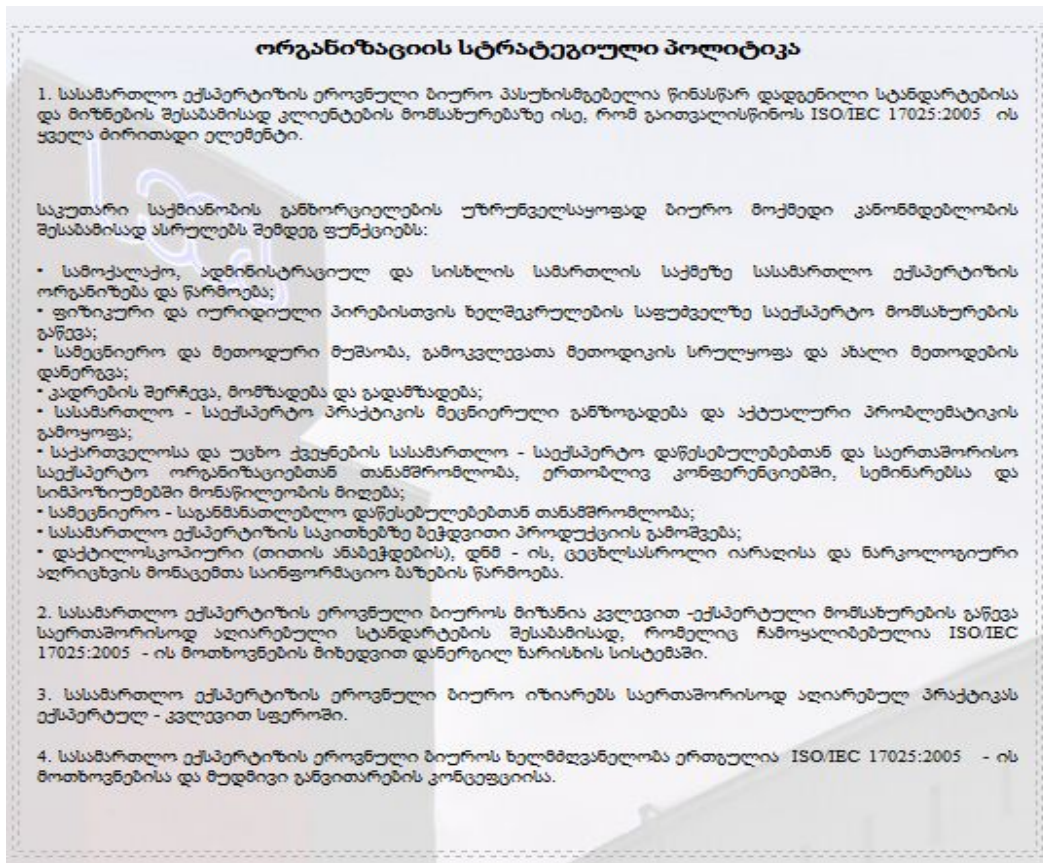 ორგანიზაციის სტრატეგიული პოლიტიკა
1. სასამართლო ექსპერტიზის ეროვნული ბიურო პასუხისმგებელია წინასწარ დადგენილი სტანდარტებისა
და მიზნების შესაბამისად კლიენტების მომსახურებაზე ისე, რომ გაითვალისწინოს ISO/IEC 17025:2005 ის
ყველა ძირითადი ელემენტი.
საკუთარი საქმიანობის განხორციელების უზრუნველსაყოფად ბიურო მოქმედი კანონმდებლობის
შესაბამისად ასრულებს შემდეგ ფუნქციებს:
• სამოქალაქო, ადმინისტრაციულ და სისხლის სამართლის საქმეზე სასამართლო ექსპერტიზის
ორგანიზება და წარმოება;
• ფიზიკური და იურიდიული პირებისთვის ხელშეკრულების საფუძველზე საექსპერტო მომსახურების
გაწევა;
• სამეცნიერო და მეთოდური მუშაობა, გამოკვლევათა მეთოდიკის სრულყოფა და ახალი მეთოდების
დანერგვა;
• კადრების შერჩევა, მომზადება და გადამზადება;
• სასამართლო - საექსპერტო პრაქტიკის მეცნიერული განზოგადება და აქტუალური პრობლემატიკის
გამოყოფა;
• საქართველოსა და უცხო ქვეყნების სასამართლო - საექსპერტო დაწესებულებებთან და საერთაშორისო
საექსპერტო ორგანიზაციებთან თანამშრომლობა, ერთობლივ კონფერენციებში, სემინარებსა და
სიმპოზიუმებში მონაწილეობის მიღება;
• სამეცნიერო - საგანმანათლებლო დაწესებულებებთან თანამშრომლობა;
• სასამართლო ექსპერტიზის საკითხებზე ბეჭდვითი პროდუქციის გამოშვება;
• დაქტილოსკოპიური (თითის ანაბეჭდების), დნმ - ის, ცეცხლსასროლი იარაღისა და ნარკოლოგიური
აღრიცხვის მონაცემთა საინფორმაციო ბაზების წარმოება.
2. სასამართლო ექსპერტიზის ეროვნული ბიუროს მიზანია კვლევით -ექსპერტული მომსახურების გაწევა
საერთაშორისოდ აღიარებული სტანდარტების შესაბამისად, რომელიც ჩამოყალიბებულია ISO/IEC
17025:2005 - ის მოთხოვნების მიხედვით დანერგილ ხარისხის სისტემაში.
3. სასამართლო ექსპერტიზის ეროვნული ბიურო იზიარებს საერთაშორისოდ აღიარებულ პრაქტიკას
ექსპერტულ - კვლევით სფეროში.
4. სასამართლო ექსპერტიზის ეროვნული ბიუროს ხელმძღვანელობა ერთგულია ISO/IEC 17025:2005 - ის
მოთხოვნებისა და მუდმივი განვითარების კონცეფციისა.